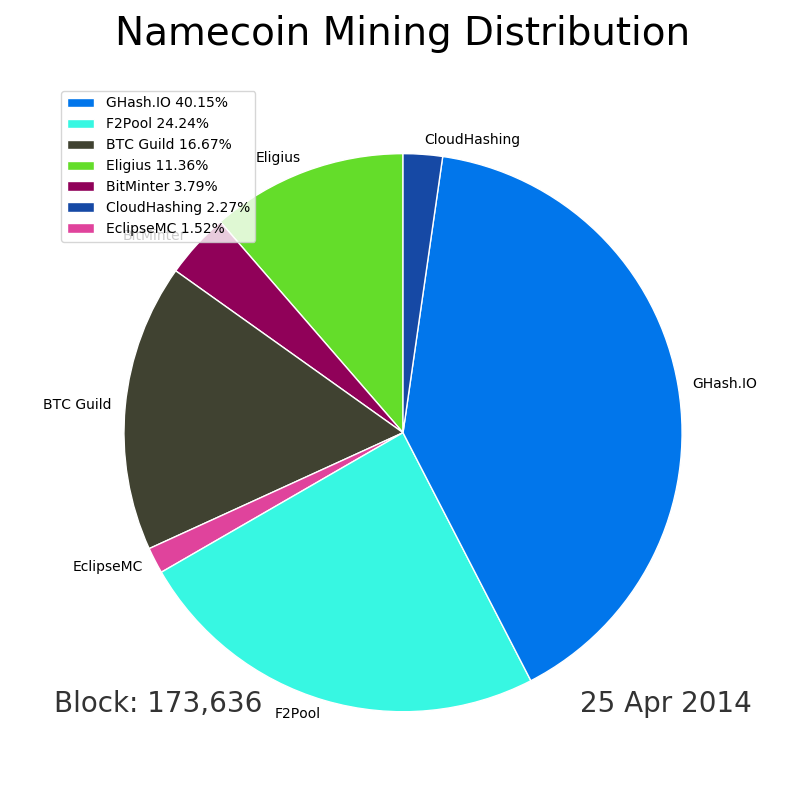 Namecoin Mining Distribution
GHash.IO 40.15%
F2Pool 24.24%
BTC Guild 16.67%
Eligius 11.36%
BitMinter 3.79%
CloudHashing 2.27%
EclipseMC 1.52%
CloudHashing
Eligius
BitMinter
GHash.IO
BTC Guild
EclipseMC
F2Pool
Block: 173,636
25 Apr 2014